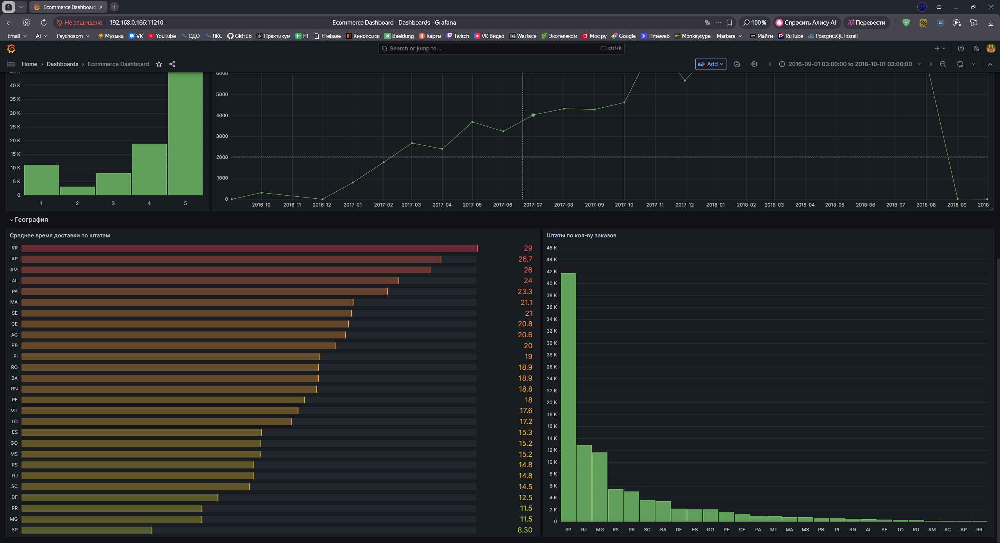 1
Ecommerce Dashboard
Не защищено 192.168.0.166:11210 Ecommerce Dashboard - Dashboards - Grafana 100 % Спросить Алису AI Перевести
Email AI Psychosom Музыка VK YouTube СДО ЛКС GitHub Практикум F1 Firebase Кинопоиск Baeldung Карты Twitch VK Видео Warface Экотелеком Мос ру Google Timeweb Monkeytype Markets Майти RuTube PostgreSQL install
Search or jump to... ctrl+k
Home Dashboards Ecommerce Dashboard Add 2016-09-01 03:00:00 to 2018-10-01 03:00:00
45 K
40 K
35 K
30 K
25 K
20 K
15 K
10 K
5 K
0
1 2 3 4 5
6000
5000
4000
3000
2000
1000
0
2016-10 2016-11 2016-12 2017-01 2017-02 2017-03 2017-04 2017-05 2017-06 2017-07 2017-08 2017-09 2017-10 2017-11 2017-12 2018-01 2018-02 2018-03 2018-04 2018-05 2018-06 2018-07 2018-08 2018-09 2018-
География
Среднее время доставки по штатам
RR 29
AP 26.7
AM 26
AL 24
PA 23.3
MA 21.1
SE 21
CE 20.8
AC 20.6
PB 20
PI 19
RO 18.9
BA 18.9
RN 18.8
PE 18
MT 17.6
TO 17.2
ES 15.3
GO 15.2
MS 15.2
RS 14.8
RJ 14.8
SC 14.5
DF 12.5
PR 11.5
MG 11.5
SP 8.30
Штаты по кол-ву заказов
46 K
44 K
42 K
40 K
38 K
36 K
34 K
32 K
30 K
28 K
26 K
24 K
22 K
20 K
18 K
16 K
14 K
12 K
10 K
8 K
6 K
4 K
2 K
0
SP RJ MG RS PR SC BA DF ES GO PE CE PA MT MA MS PB PI RN AL SE TO RO AM AC AP RR